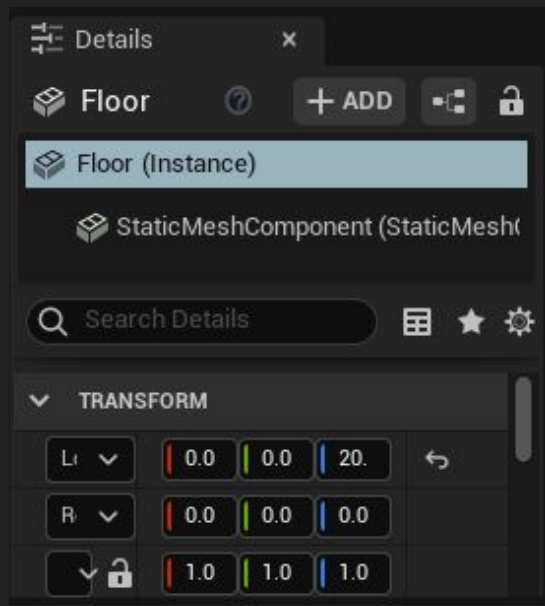 Details
Floor
+ ADD
Floor (Instance)
StaticMeshComponent (StaticMesh(
Search Details
TRANSFORM
0.0 0.0 20.
R 0.0 0.0 0.0
1.0 1.0 1.0